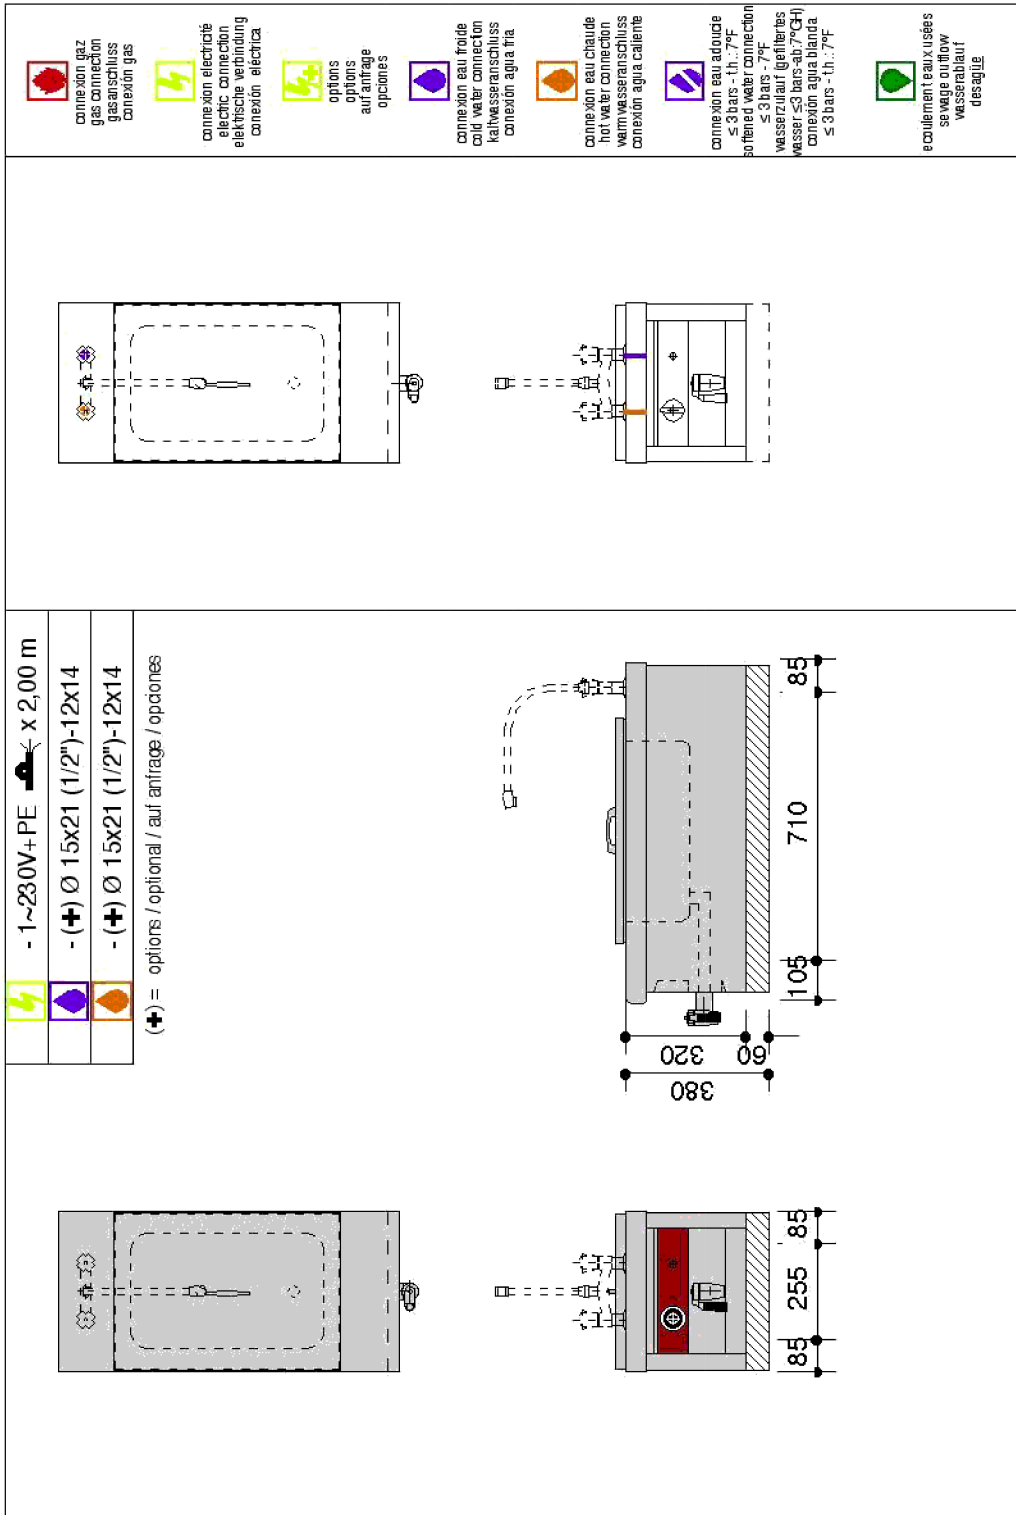 connexion gaz
gas connection
gasanschluss
conexión gas
connexion electricité
electric connection
elektrische verbindung
conexión eléctrica
options
options
auf anfrage
opciones
connexion eau froide
cold water connection
kaltwasseranschluss
conexión agua fria
connexion eau chaude
hot water connection
warmwasseranschluss
conexión agua caliente
connexion eau adoucie
≤ 3 bars - t.h. : 7°F
softened water connection
≤ 3 bars - 7°F
wasserzulauf (gefiltertes
wasser ≤3 bars-ab:7°GH)
conexión agua blanda
≤ 3 bars - t.h. : 7°F
ecoulement eaux usées
sewage outflow
wasserablauf
desagüe
- 1~230V+PE x 2,00 m
- (+) Ø 15x21 (1/2")-12x14
- (+) Ø 15x21 (1/2")-12x14
(+) = options / optional / auf anfrage / opciones
320
60
380
105
710
85
85
255
85